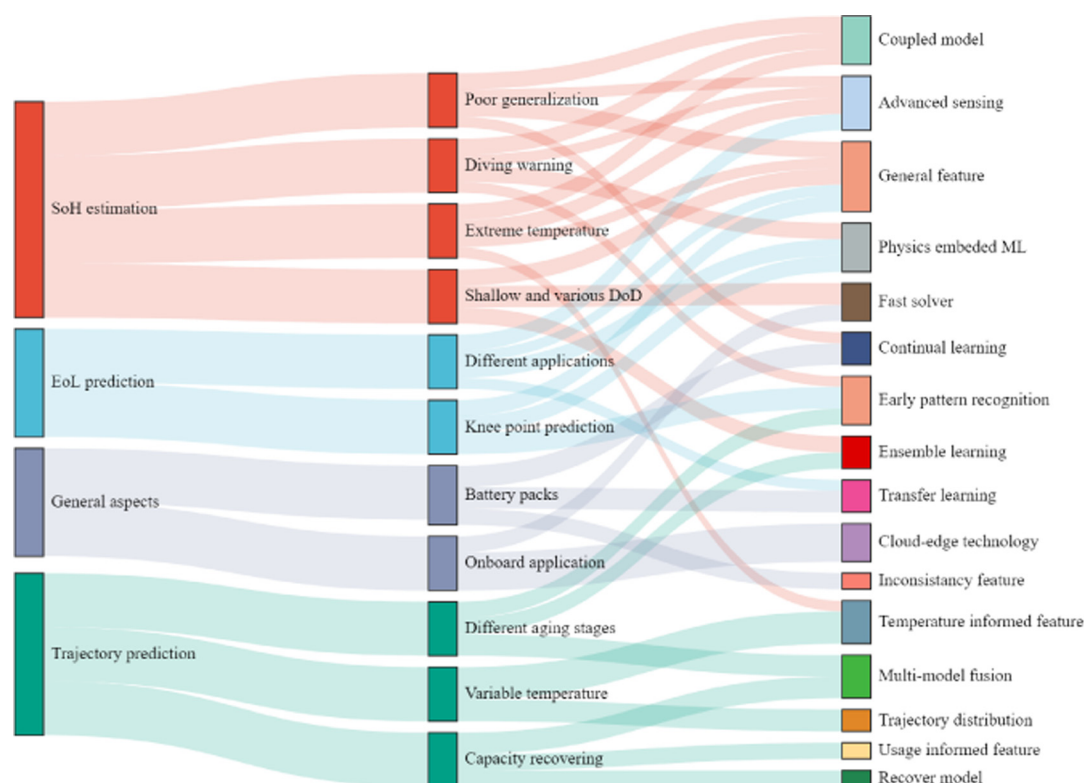 SoH estimation
EoL prediction
General aspects
Trajectory prediction
Poor generalization
Diving warning
Extreme temperature
Shallow and various DoD
Different applications
Knee point prediction
Battery packs
Onboard application
Different aging stages
Variable temperature
Capacity recovering
Coupled model
Advanced sensing
General feature
Physics embeded ML
Fast solver
Continual learning
Early pattern recognition
Ensemble learning
Transfer learning
Cloud-edge technology
Inconsistancy feature
Temperature informed feature
Multi-model fusion
Trajectory distribution
Usage informed feature
Recover model